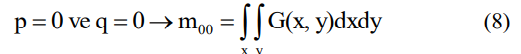 p = 0 ve q = 0 → m₀₀ = ∫∫ G(x, y)dxdy (8)
x y